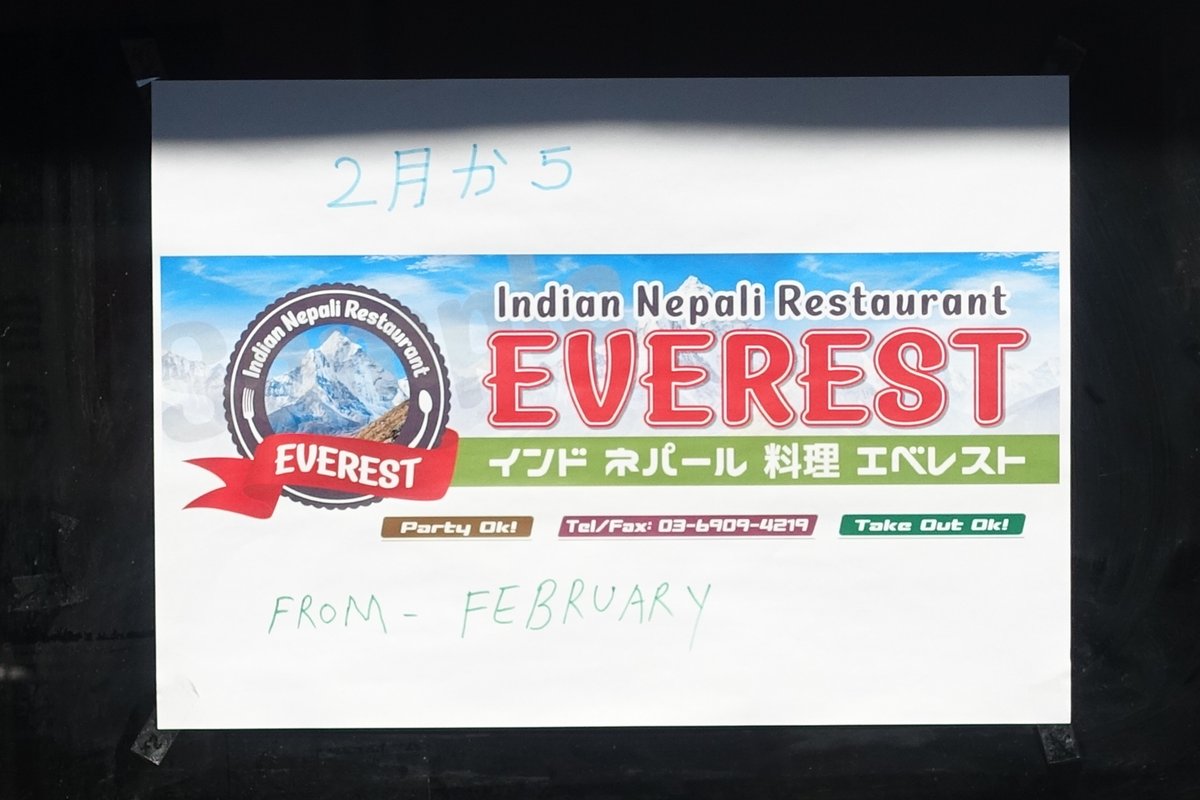 2月から
Indian Nepali Restaurant
EVEREST
Indian Nepali Restaurant
EVEREST
インド ネパール 料理 エベレスト
Party Ok!
Tel/Fax: 03-6909-4219
Take Out Ok!
FROM - FEBRUARY